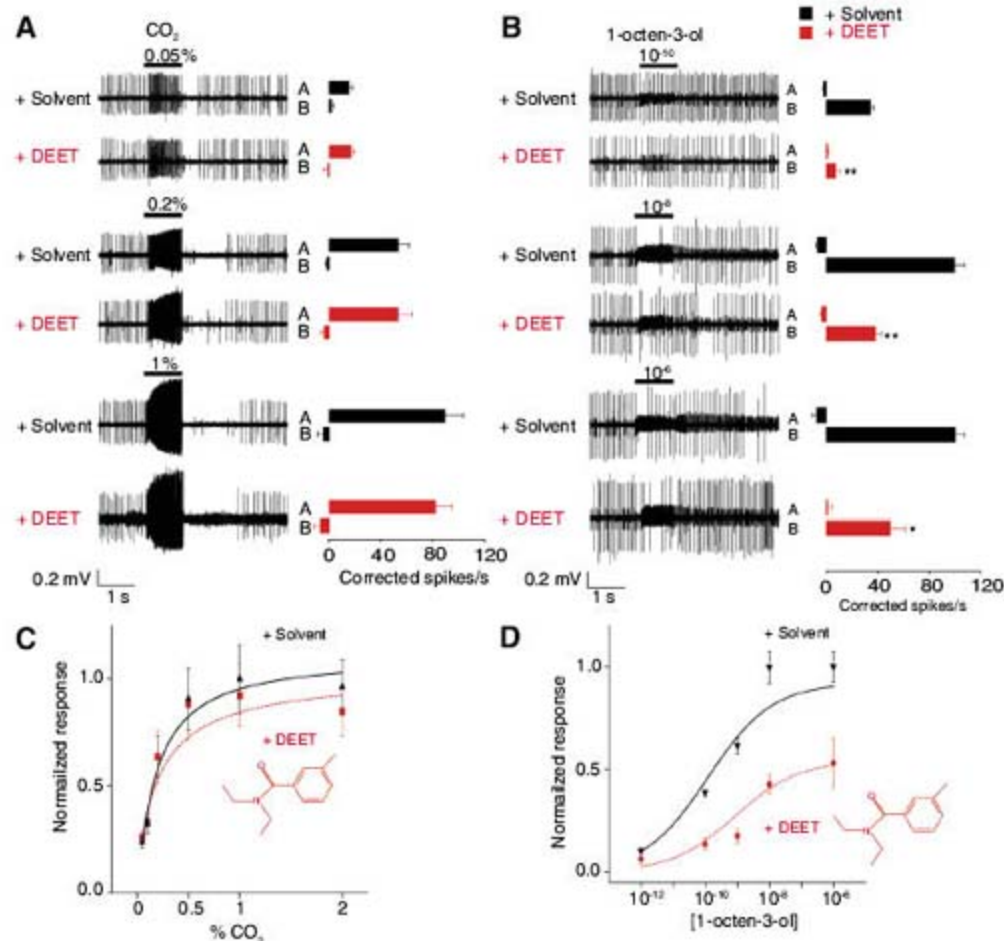 A
CO2
0.05%
+ Solvent
A
B
+ DEET
A
B
0.2%
+ Solvent
A
B
+ DEET
A
B
1%
+ Solvent
A
B
+ DEET
A
B
0.2 mV
1 s
0 40 80 120
Corrected spikes/s
B
+ Solvent
+ DEET
1-octen-3-ol
10-10
+ Solvent
A
B
+ DEET
A
B **
10-8
+ Solvent
A
B
+ DEET
A
B **
10-6
+ Solvent
A
B
+ DEET
A
B *
0.2 mV
1 s
0 40 80 120
Corrected spikes/s
C
+ Solvent
Normailzed response
1.0
0.5
0.0
+ DEET
O
N
0 0.5 1 2
% CO2
D
+ Solvent
Normalized response
1.0
0.5
0.0
+ DEET
O
N
10-12 10-10 10-8 10-6
[1-octen-3-ol]